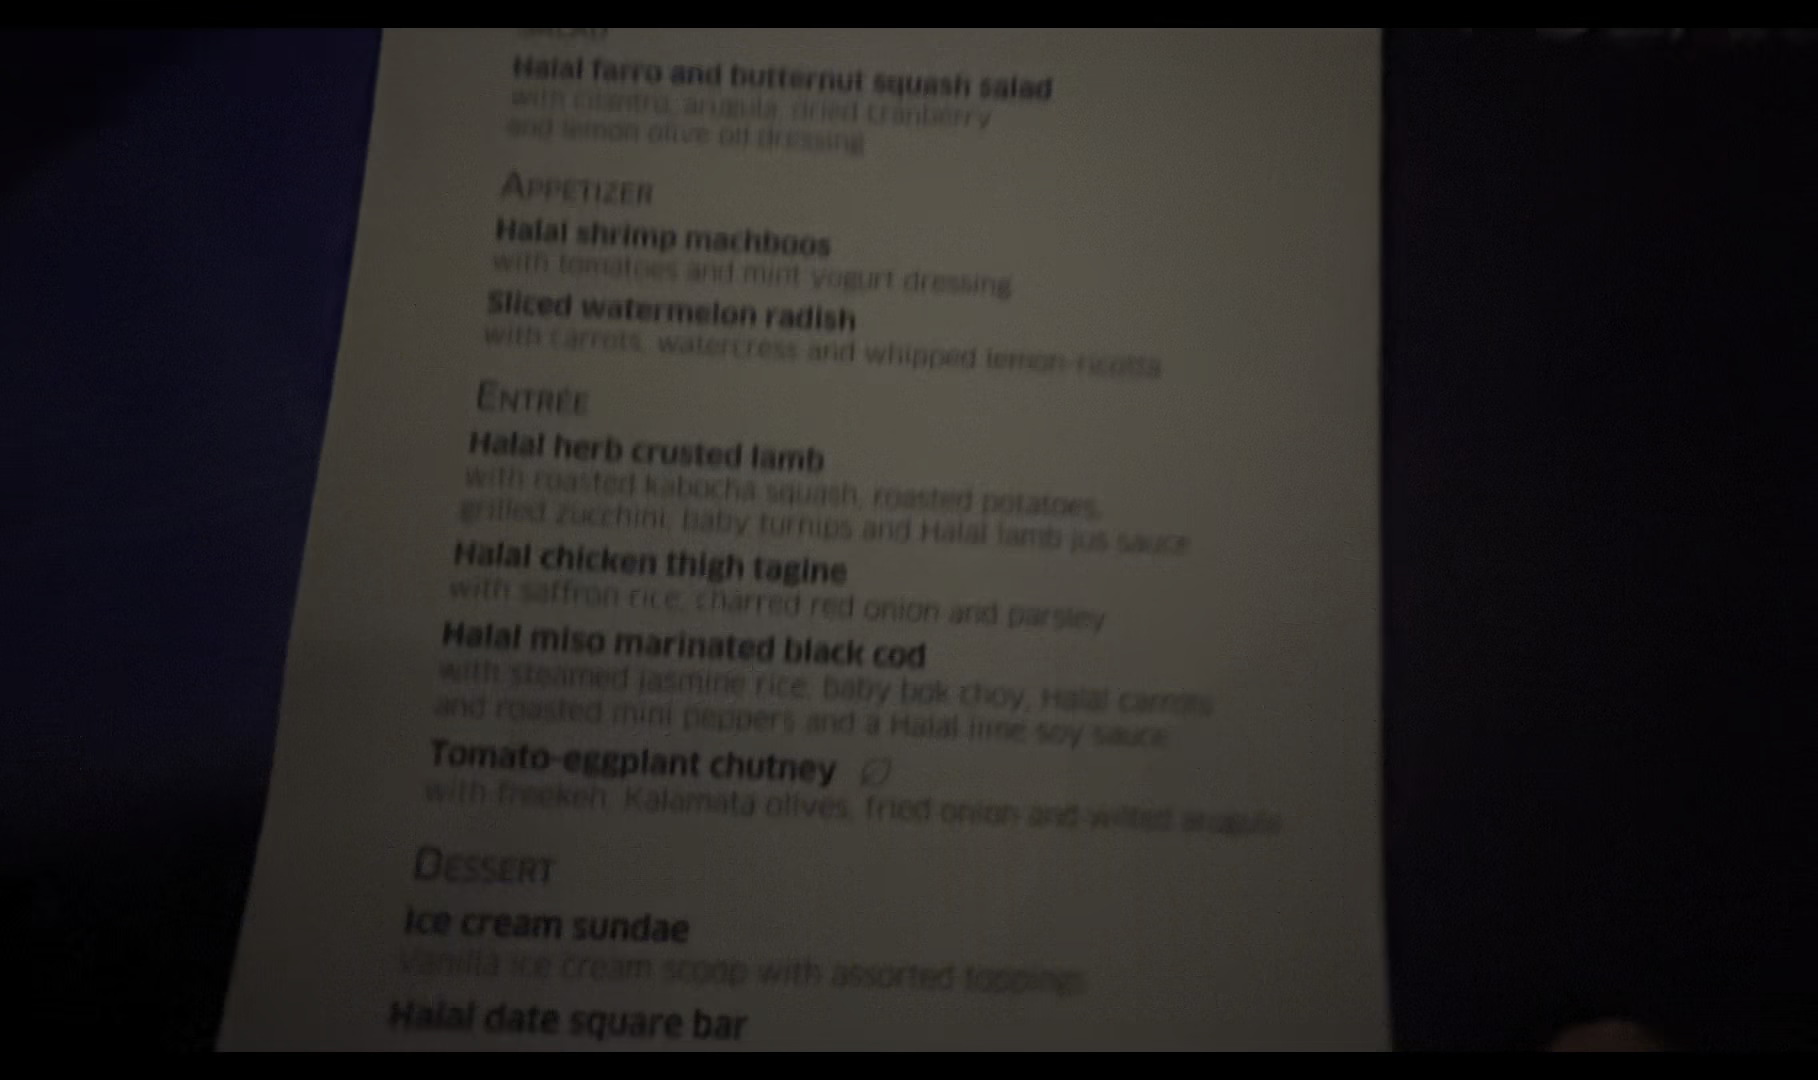 SALAD
Halal farro and butternut squash salad
with cilantro, arugula, dried cranberry
and lemon olive oil dressing
APPETIZER
Halal shrimp machboos
with tomatoes and mint yogurt dressing
Sliced watermelon radish
with carrots, watercress and whipped lemon-ricotta
ENTRÉE
Halal herb crusted lamb
with roasted kabocha squash, roasted potatoes,
grilled zucchini, baby turnips and Halal lamb jus sauce
Halal chicken thigh tagine
with saffron rice, charred red onion and parsley
Halal miso marinated black cod
with steamed jasmine rice, baby bok choy, Halal carrots
and roasted mini peppers and a Halal lime soy sauce
Tomato-eggplant chutney
with freekeh, Kalamata olives, fried onion and wilted arugula
DESSERT
Ice cream sundae
Vanilla ice cream scoop with assorted toppings
Halal date square bar